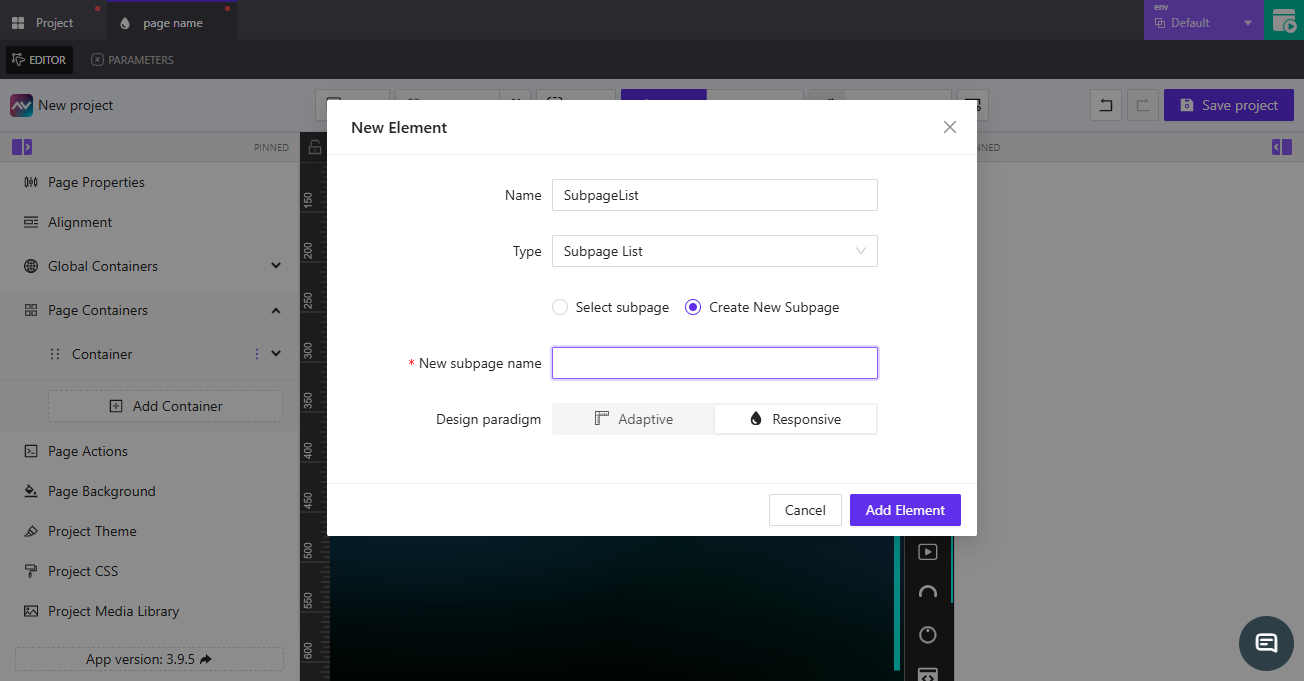 Project
page name
env
Default
EDITOR
PARAMETERS
New project
Save project
PINNED
New Element
Name
SubpageList
Type
Subpage List
Select subpage
Create New Subpage
* New subpage name
Design paradigm
Adaptive
Responsive
Cancel
Add Element
Page Properties
Alignment
Global Containers
Page Containers
Container
Add Container
Page Actions
Page Background
Project Theme
Project CSS
Project Media Library
App version: 3.9.5
150
200
250
300
350
400
450
500
550
600